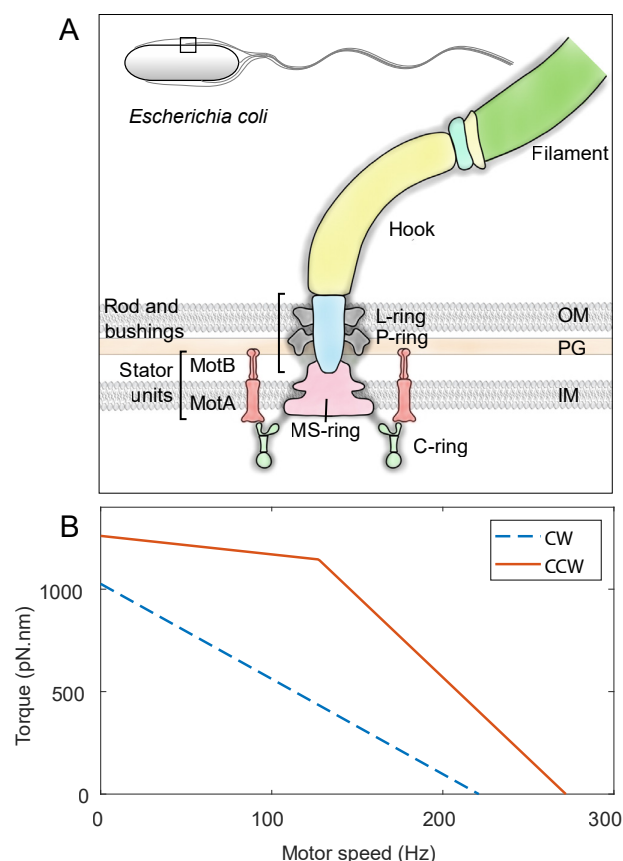 A
Escherichia coli
Filament
Hook
Rod and
bushings
L-ring
OM
P-ring
PG
Stator
units
MotB
MotA
IM
MS-ring
C-ring
B
CW
CCW
Torque (pN.nm)
1000
500
0
0
100
200
300
Motor speed (Hz)